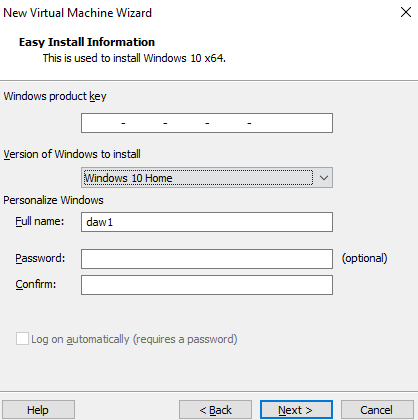 New Virtual Machine Wizard
Easy Install Information
This is used to install Windows 10 x64.
Windows product key
- - - -
Version of Windows to install
Windows 10 Home
Personalize Windows
Full name: daw1
Password: (optional)
Confirm:
Log on automatically (requires a password)
Help < Back Next > Cancel